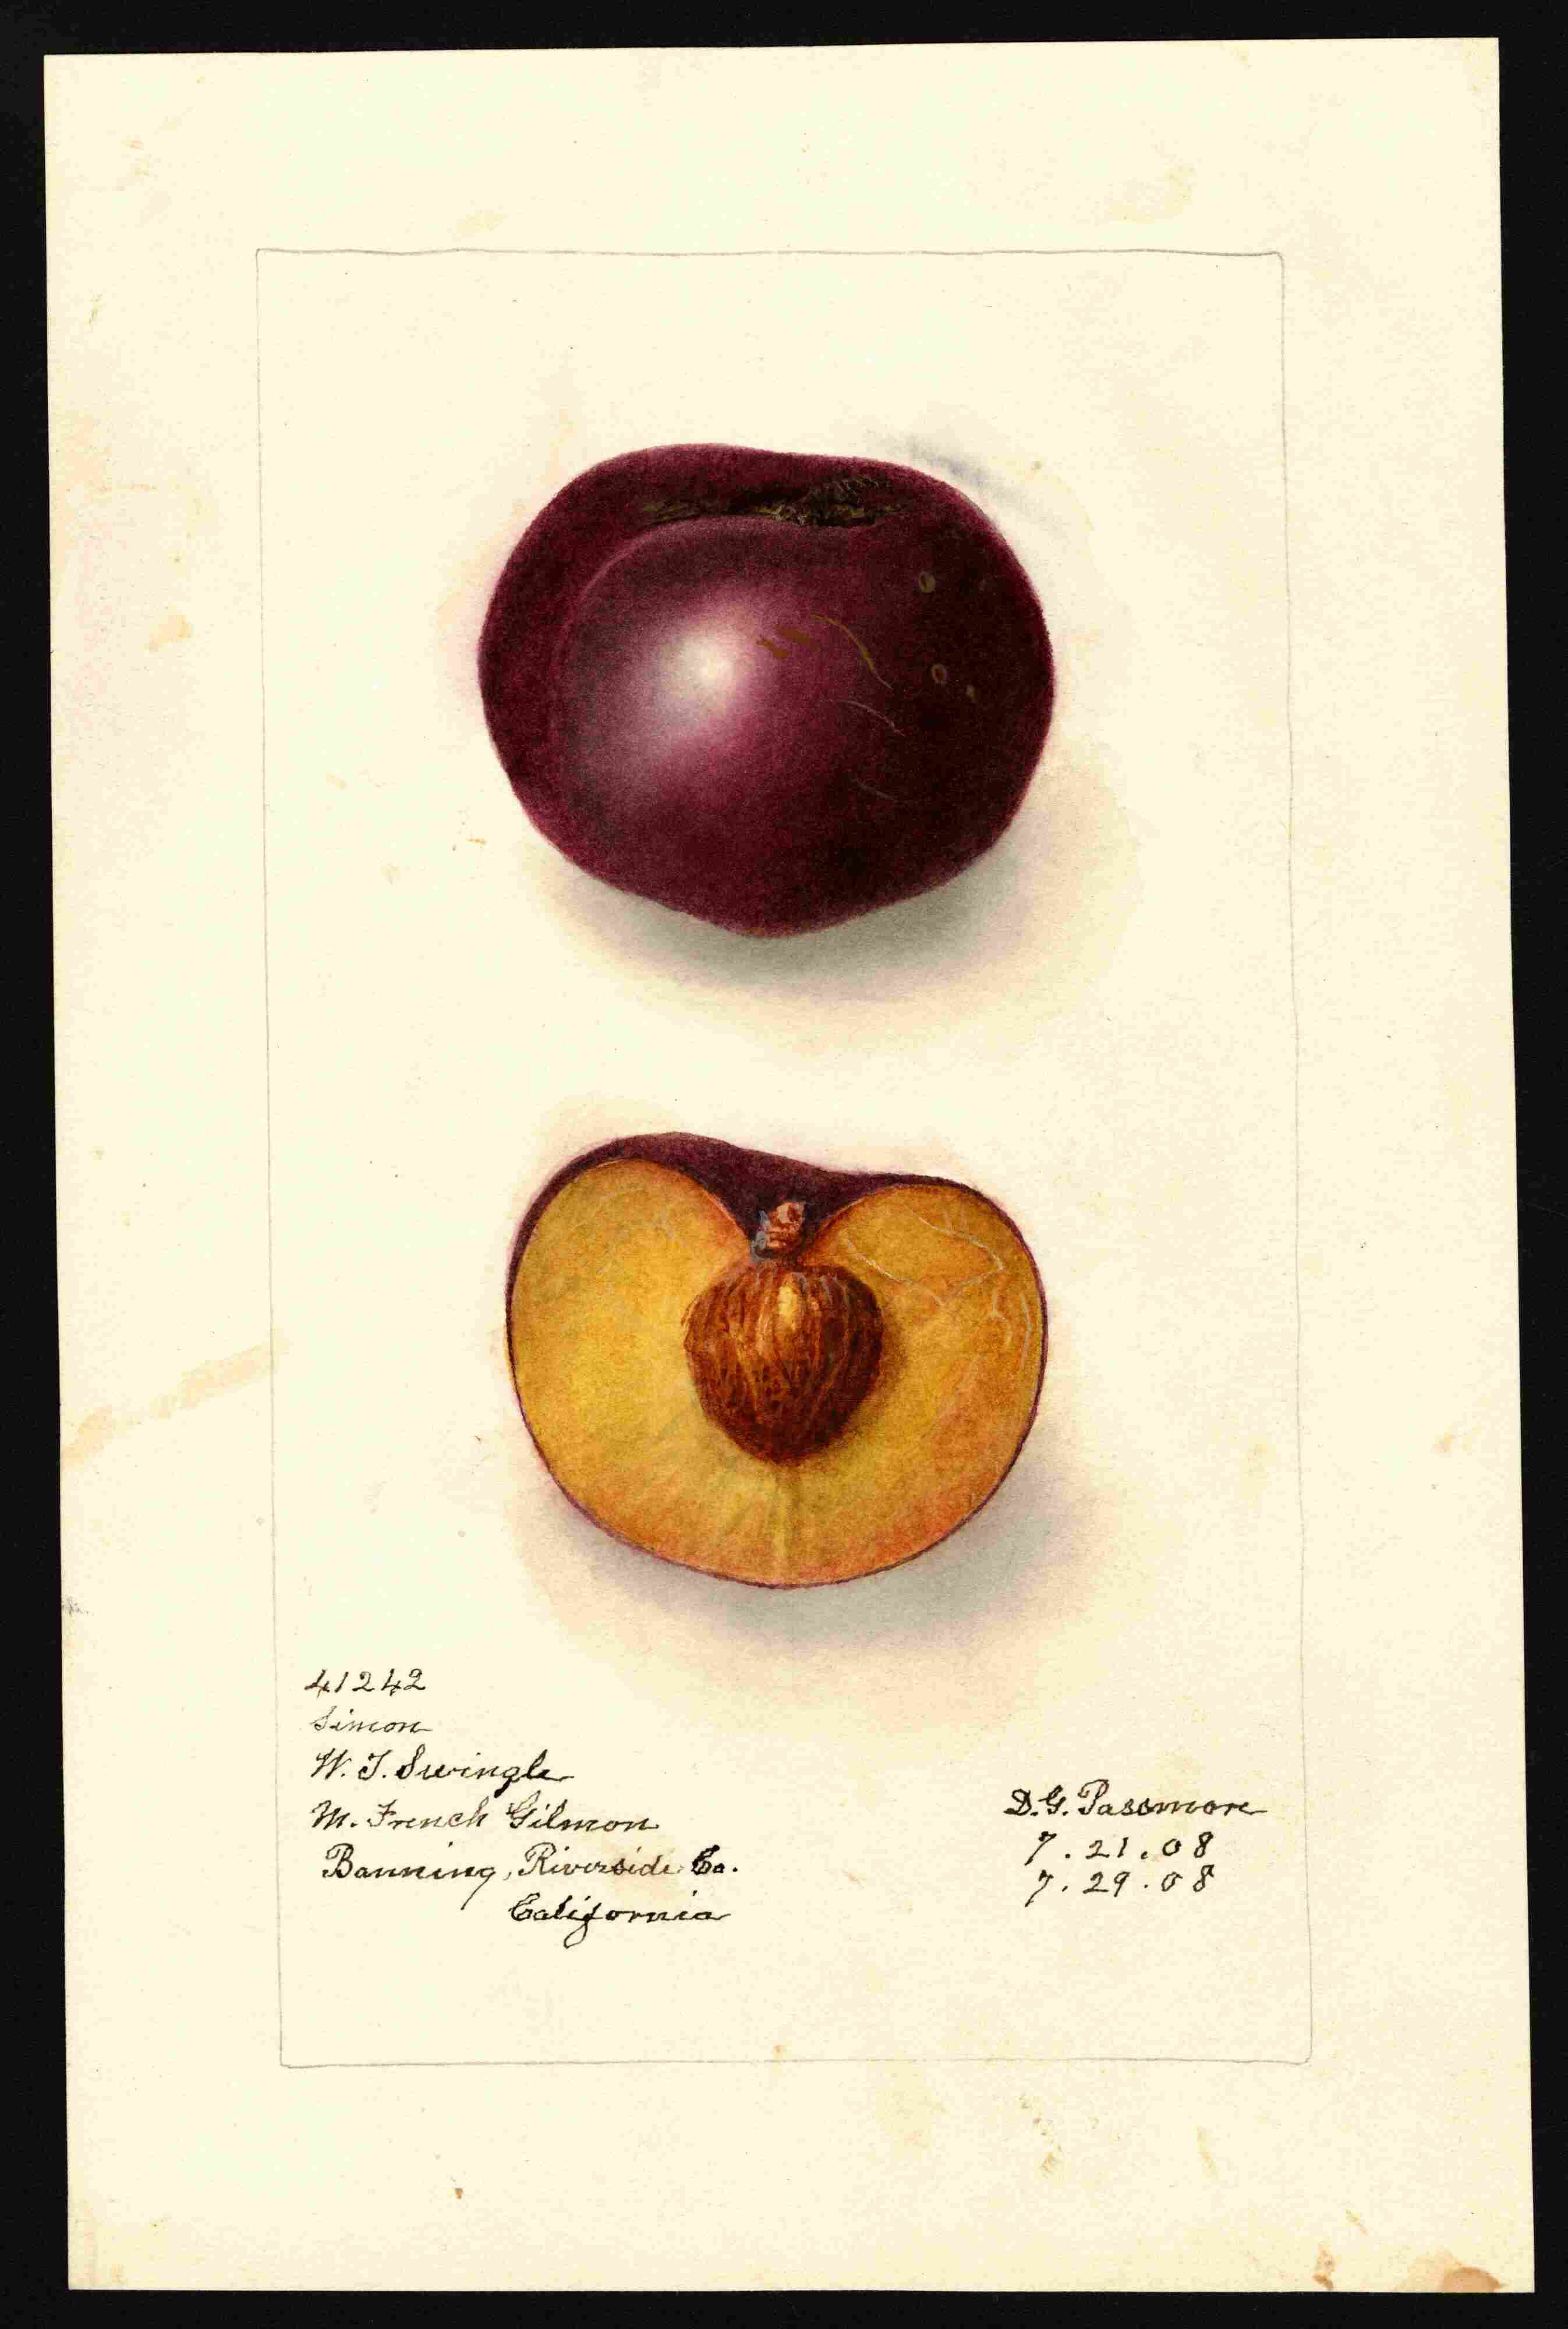 41242
Simon
W. T. Swingle
M. French Gilmon
Banning, Riverside Co.
California
D. G. Passmore
7. 21. 08
7. 29. 08